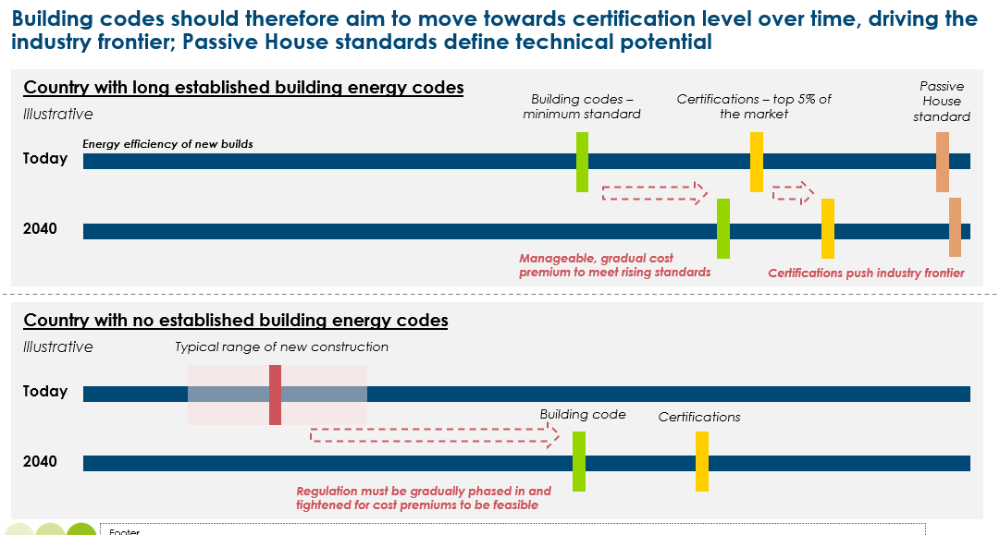 Building codes should therefore aim to move towards certification level over time, driving the
industry frontier; Passive House standards define technical potential
Country with long established building energy codes
Illustrative
Building codes –
minimum standard
Certifications – top 5% of
the market
Passive
House
standard
Energy efficiency of new builds
Today
2040
Manageable, gradual cost
premium to meet rising standards
Certifications push industry frontier
Country with no established building energy codes
Illustrative
Typical range of new construction
Today
Building code
Certifications
2040
Regulation must be gradually phased in and
tightened for cost premiums to be feasible
Footer